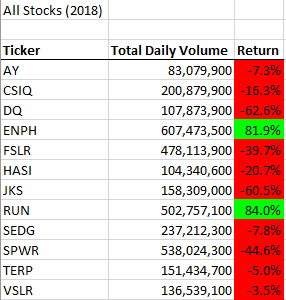 All Stocks (2018)
Ticker Total Daily Volume Return
AY 83,079,900 -7.3%
CSIQ 200,879,900 -16.3%
DQ 107,873,900 -62.6%
ENPH 607,473,500 81.9%
FSLR 478,113,900 -39.7%
HASI 104,340,600 -20.7%
JKS 158,309,000 -60.5%
RUN 502,757,100 84.0%
SEDG 237,212,300 -7.8%
SPWR 538,024,300 -44.6%
TERP 151,434,700 -5.0%
VSLR 136,539,100 -3.5%